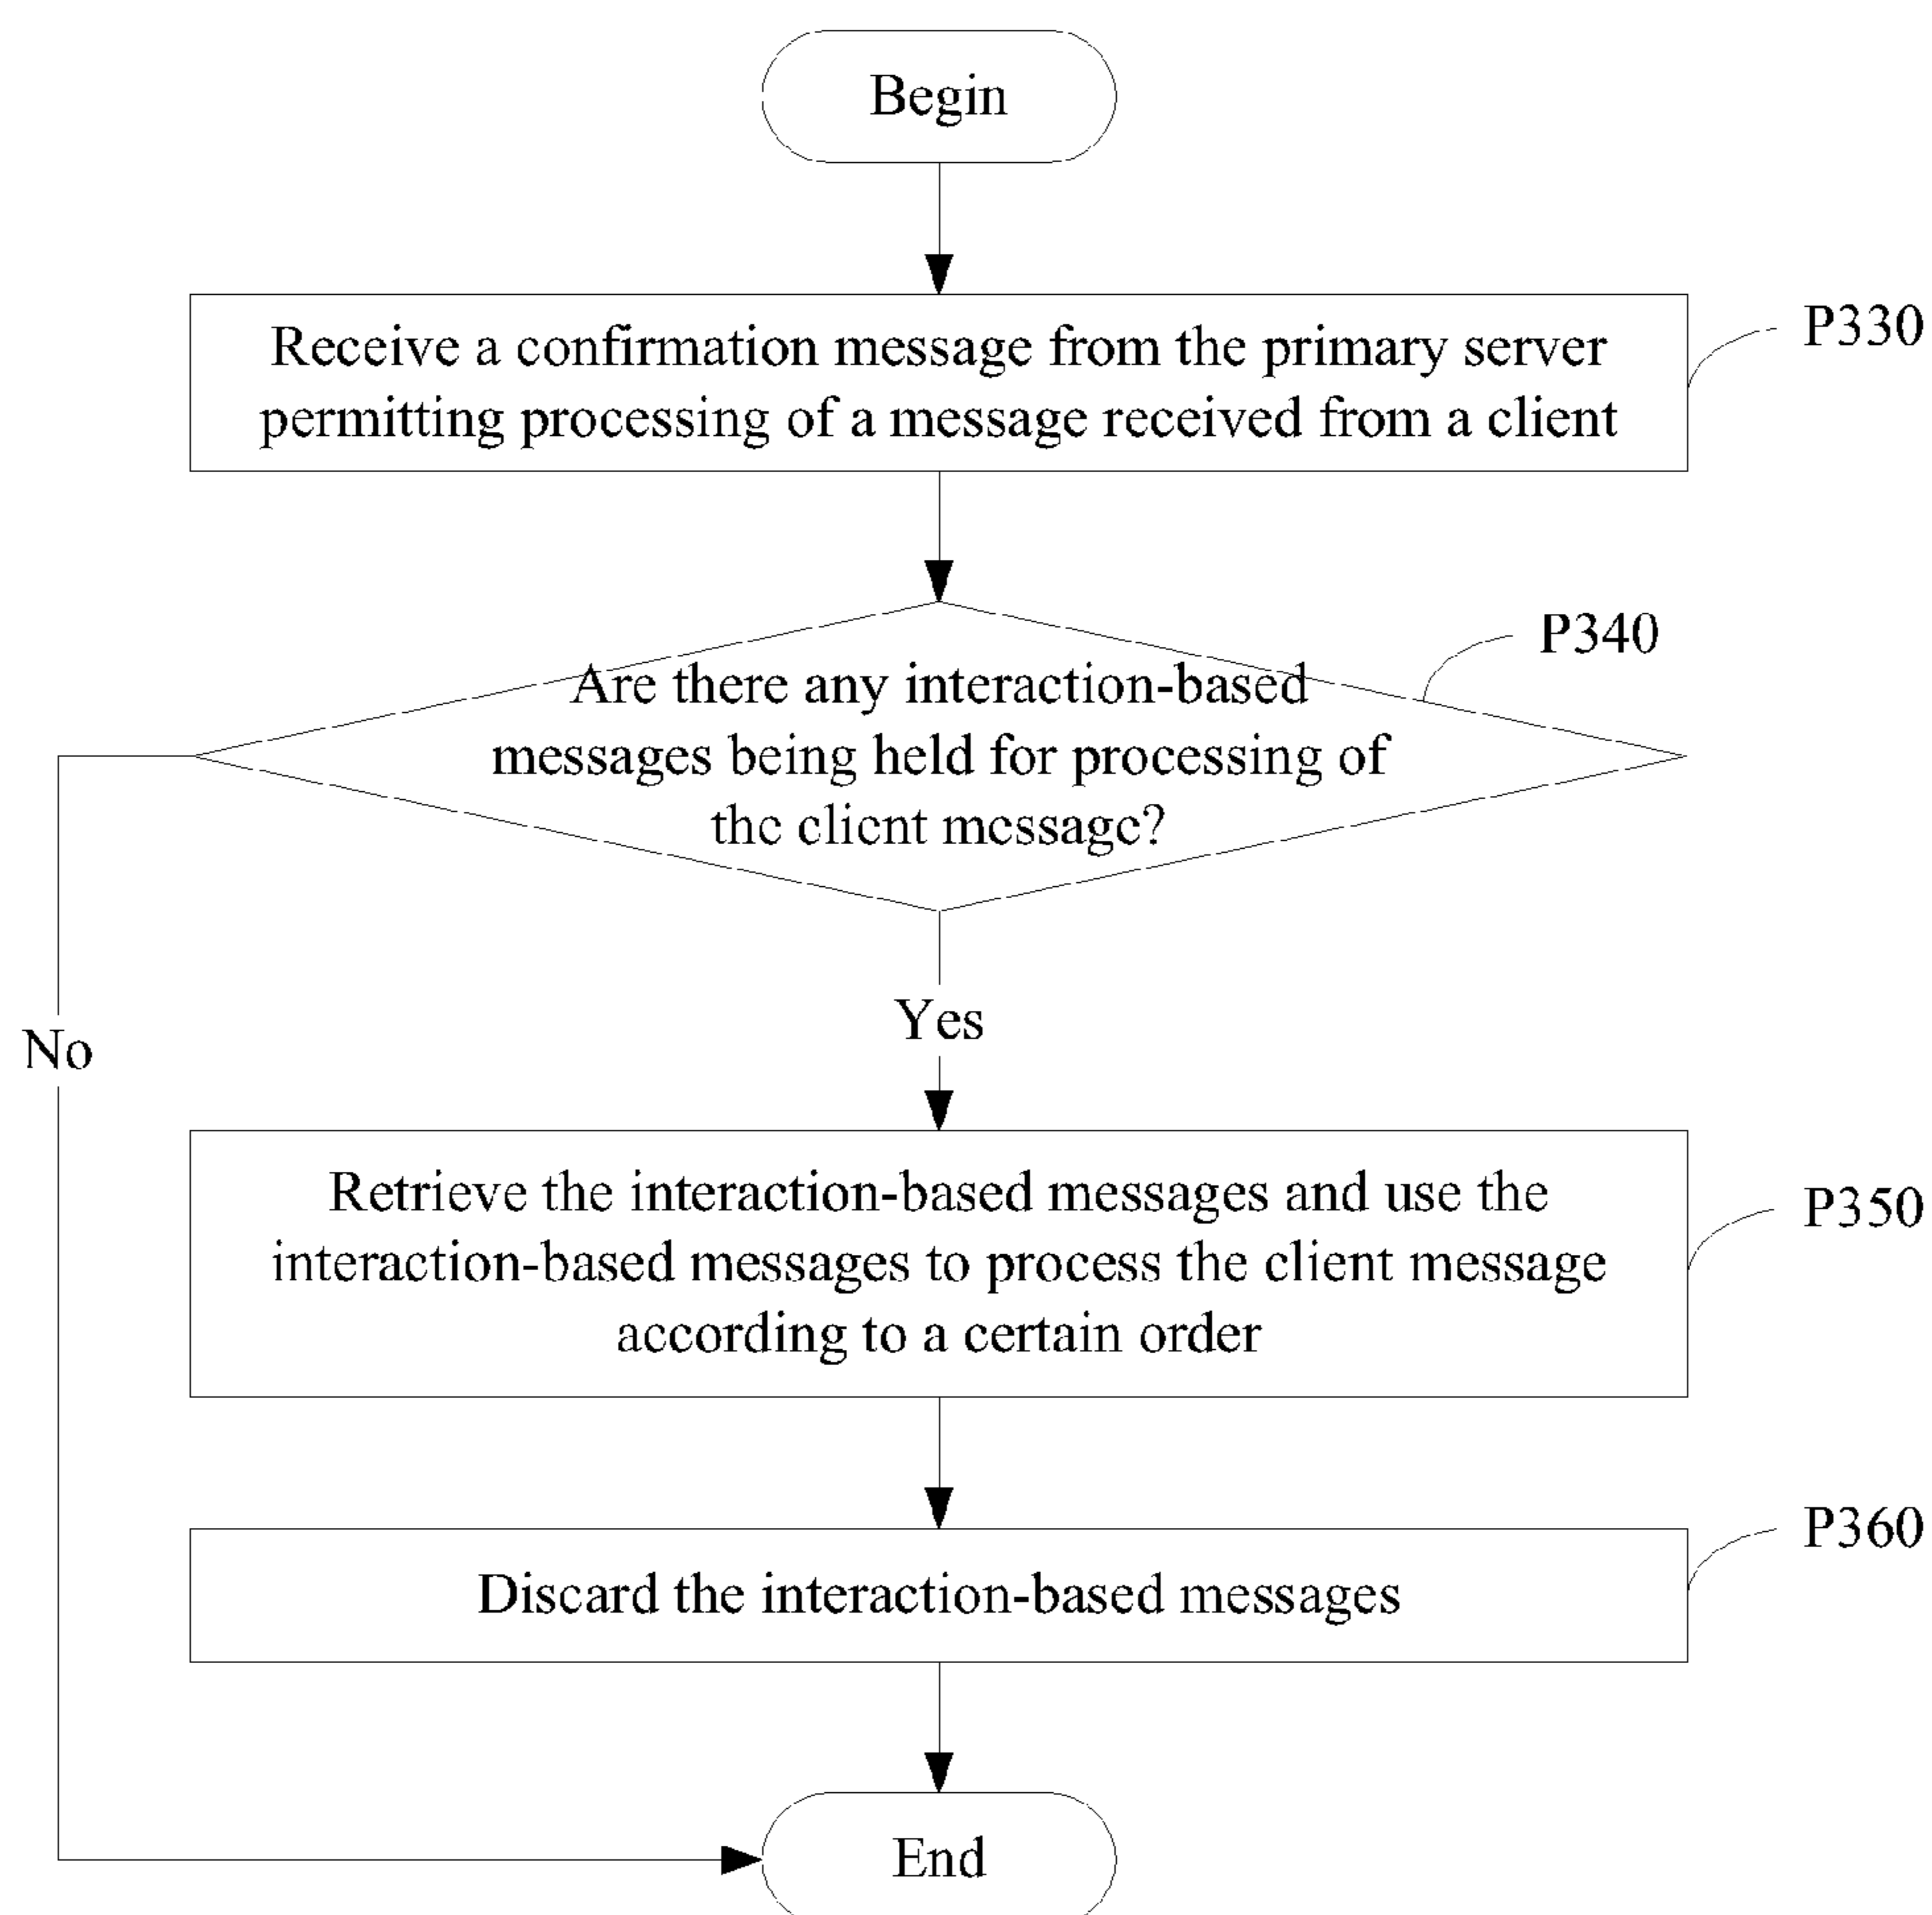 Begin
Receive a confirmation message from the primary server
permitting processing of a message received from a client
P330
Are there any interaction-based
messages being held for processing of
the client message?
P340
No
Yes
Retrieve the interaction-based messages and use the
interaction-based messages to process the client message
according to a certain order
P350
Discard the interaction-based messages
P360
End